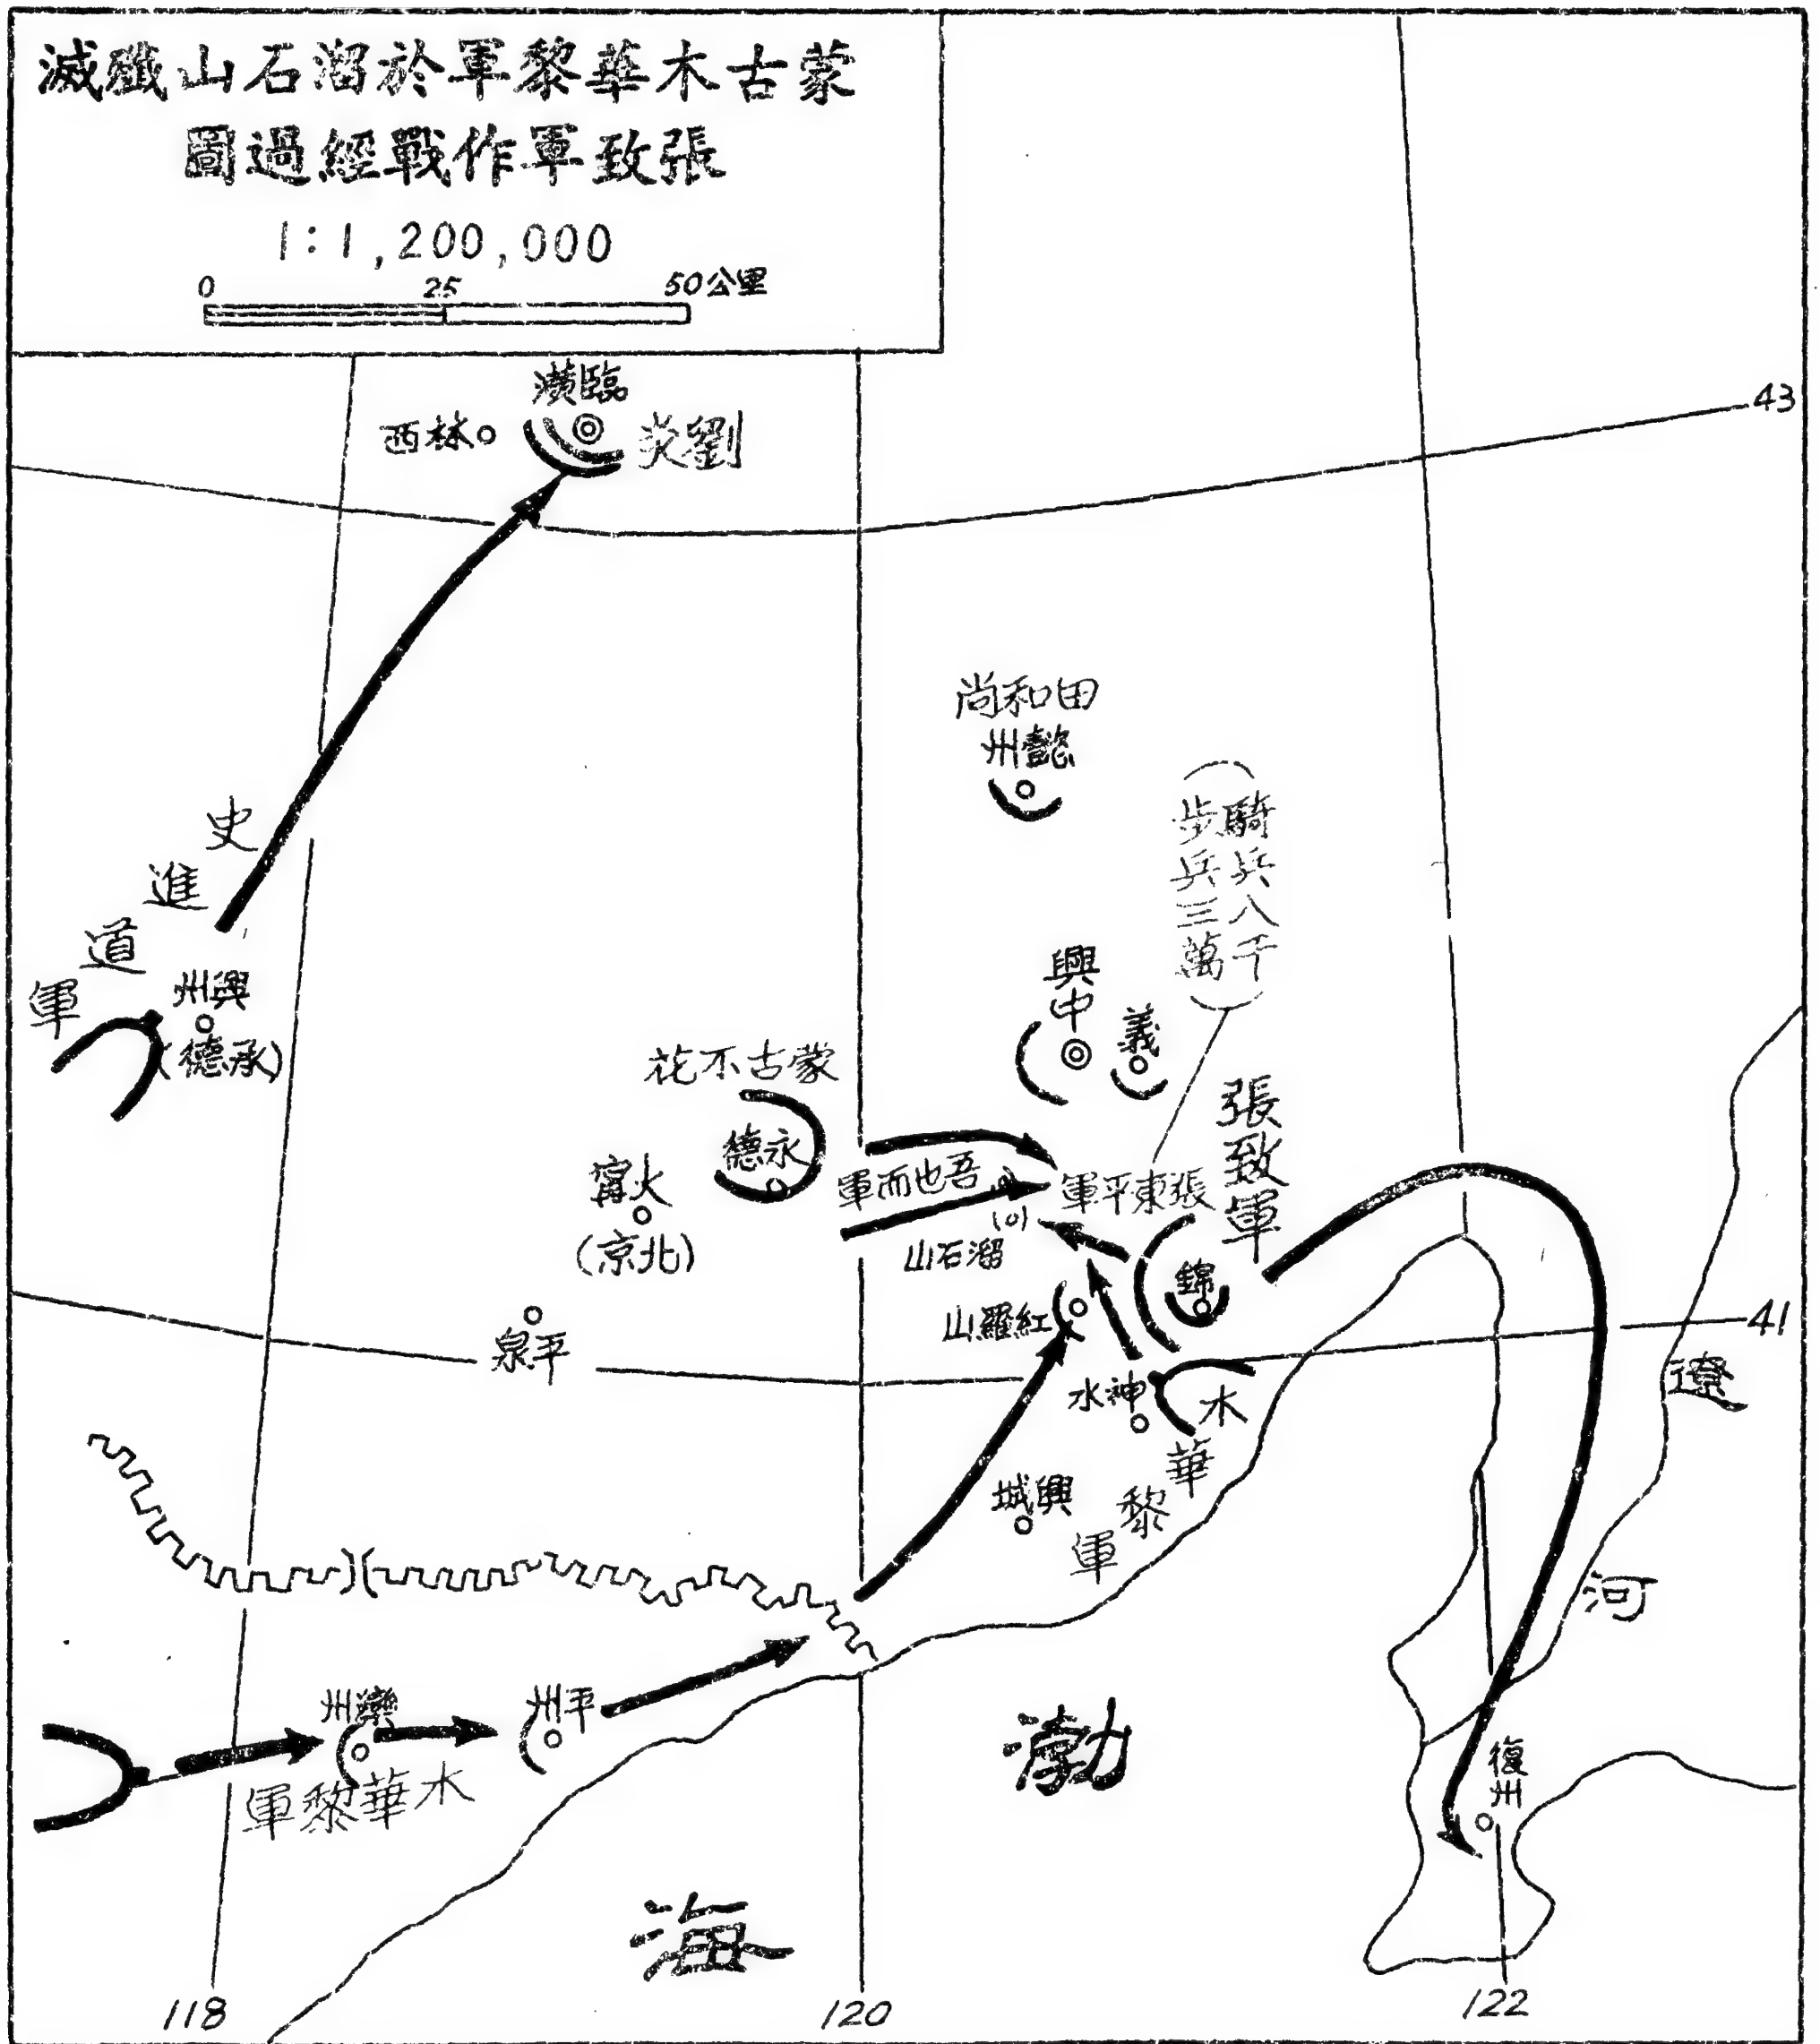 蒙古木華黎軍於溜石山殲滅
張致軍作戰經過圖
1:1,200,000
0 25 50公里
臨潢
林西
劉炎
43
田和尚
懿州
(騎兵八千
步兵三萬)
史進道軍
興州
(承德)
興中
義
張致軍
蒙古不花
永德
吾也而軍
張東平軍
大寧
(北京)
溜石山
錦
紅羅山
41
平泉
神水
木華黎軍
興城
遼河
灤州
平州
木華黎軍
渤海
復州
118
120
122